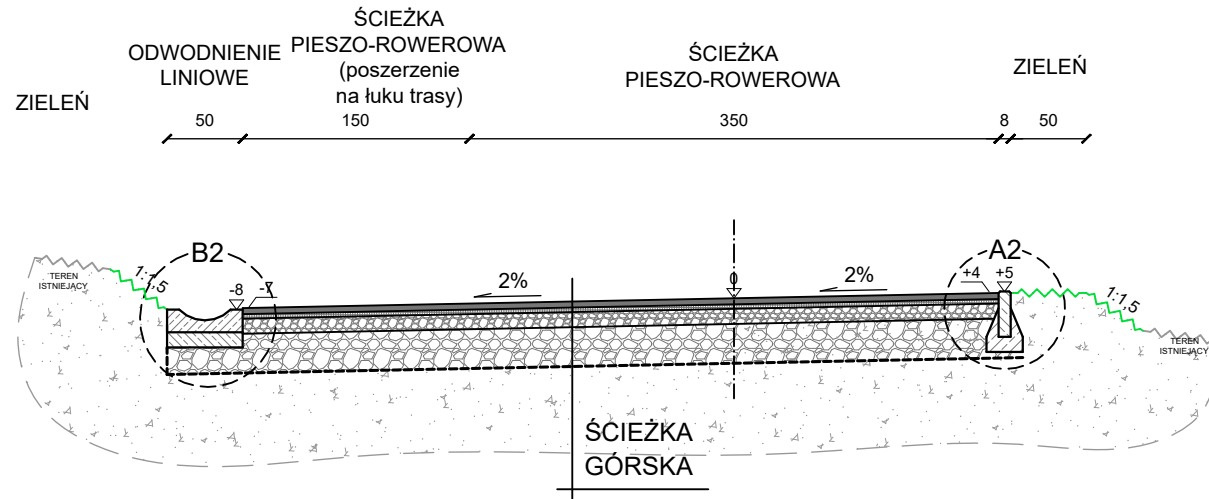 ZIELEŃ
ODWODNIENIE
LINIOWE
ŚCIEŻKA
PIESZO-ROWEROWA
(poszerzenie
na łuku trasy)
ŚCIEŻKA
PIESZO-ROWEROWA
ZIELEŃ
50
150
350
8
50
B2
A2
TEREN
ISTNIEJĄCY
1:1,5
-8
-7
2%
0
2%
+4
+5
1:1,5
TEREN
ISTNIEJĄCY
ŚCIEŻKA
GÓRSKA